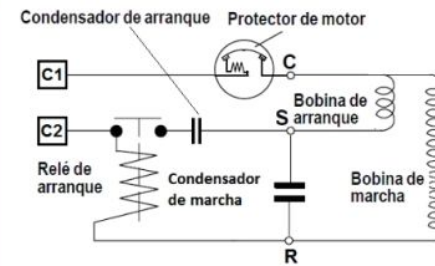 Condensador de arranque
Protector de motor
C1
C
Bobina de
arranque
C2
S
Relé de
arranque
Condensador
de marcha
Bobina de
marcha
R